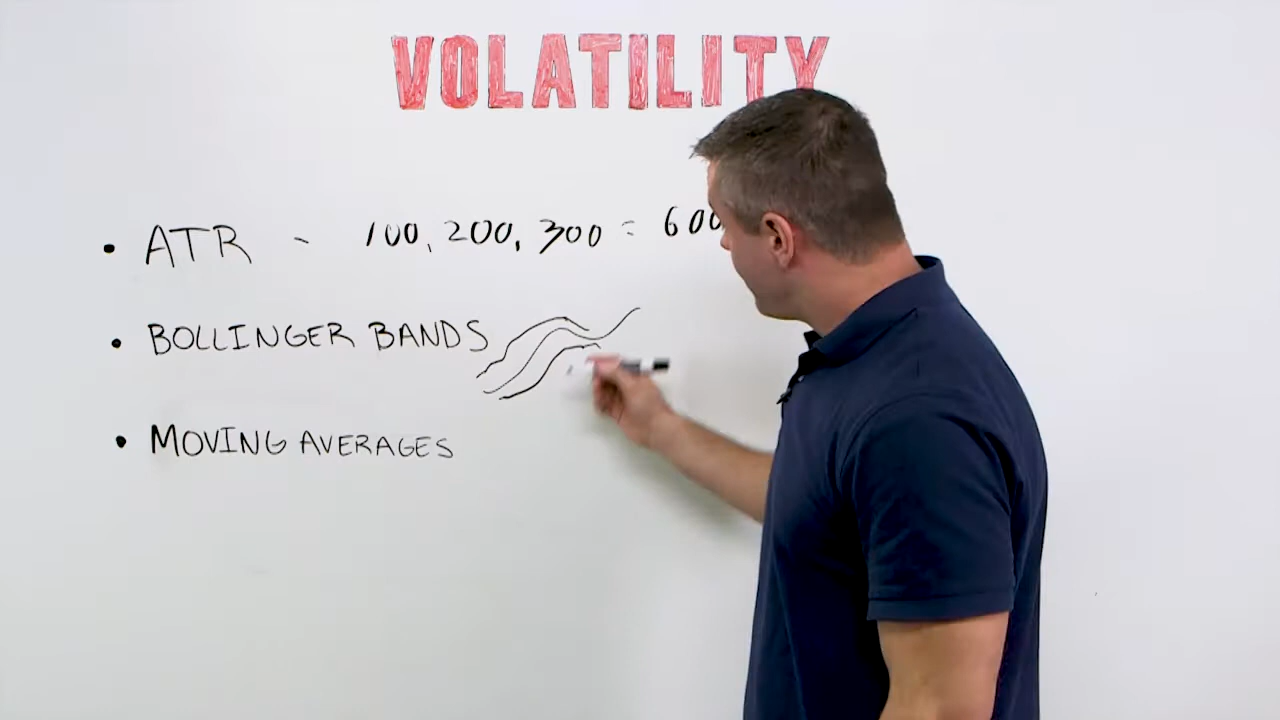 VOLATILITY
• ATR - 100, 200, 300 = 600
• BOLLINGER BANDS
• MOVING AVERAGES